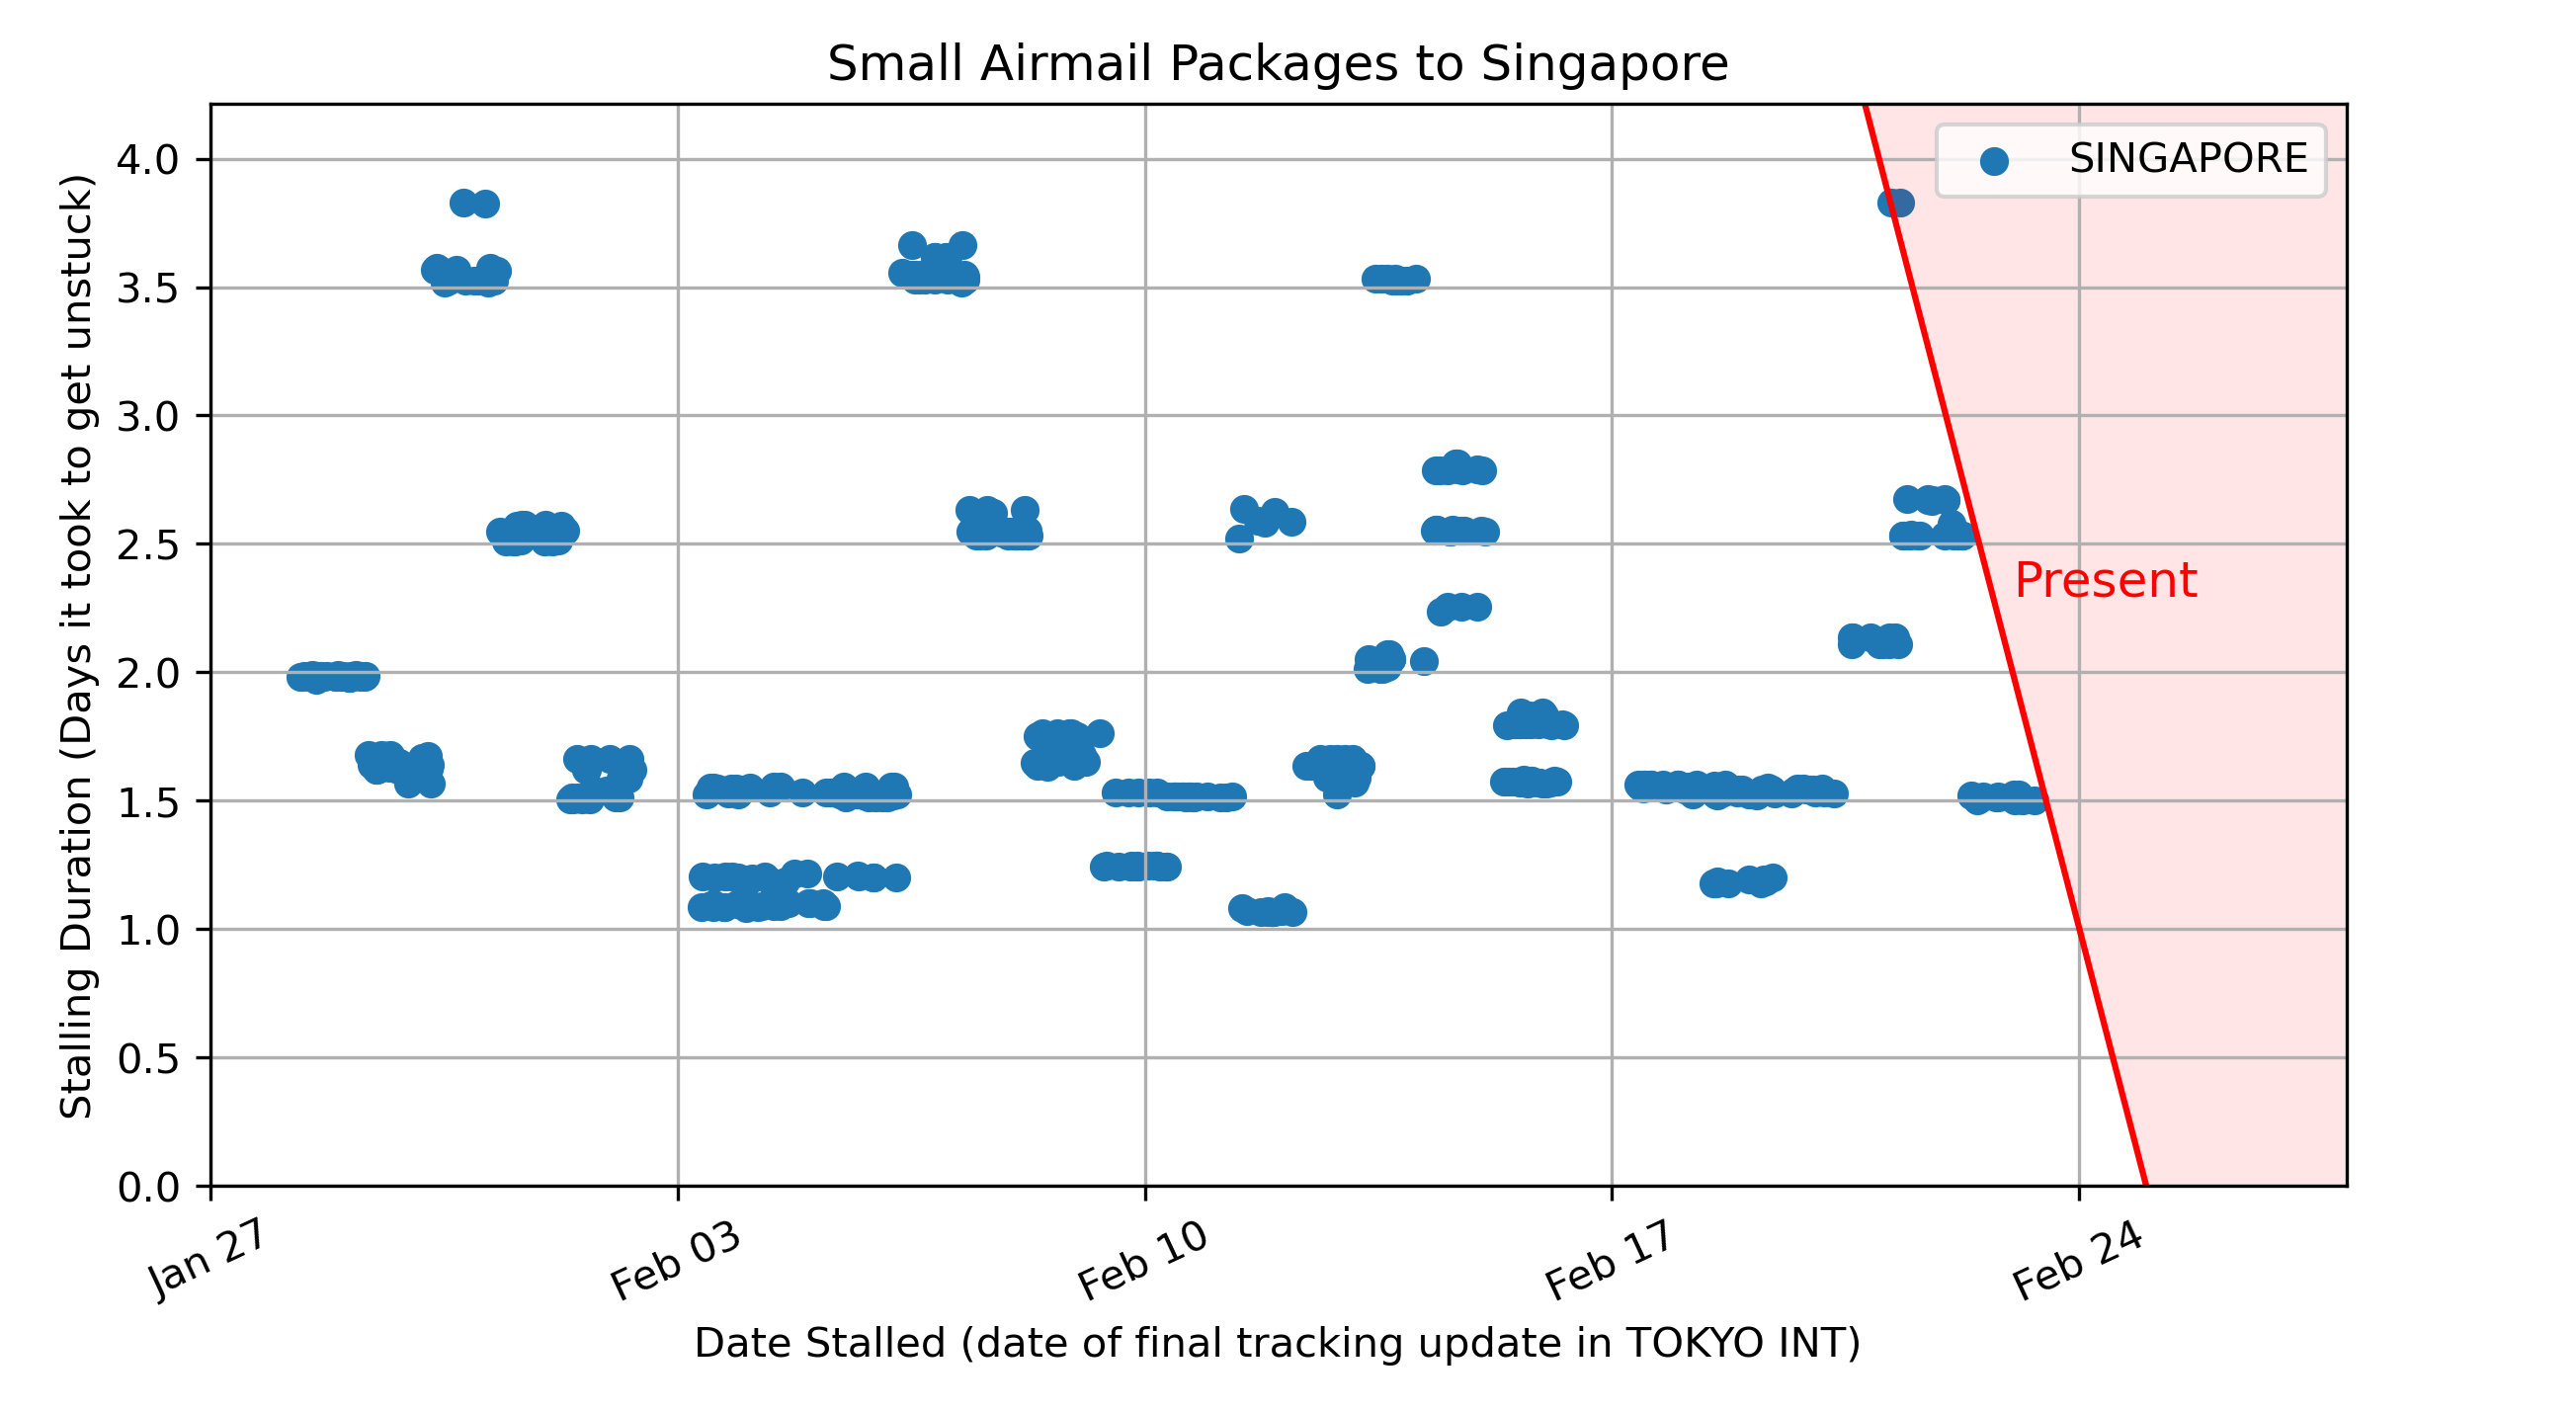 Small Airmail Packages to Singapore
SINGAPORE
Stalling Duration (Days it took to get unstuck)
4.0
3.5
3.0
2.5
2.0
1.5
1.0
0.5
0.0
Present
Jan 27
Feb 03
Feb 10
Feb 17
Feb 24
Date Stalled (date of final tracking update in TOKYO INT)